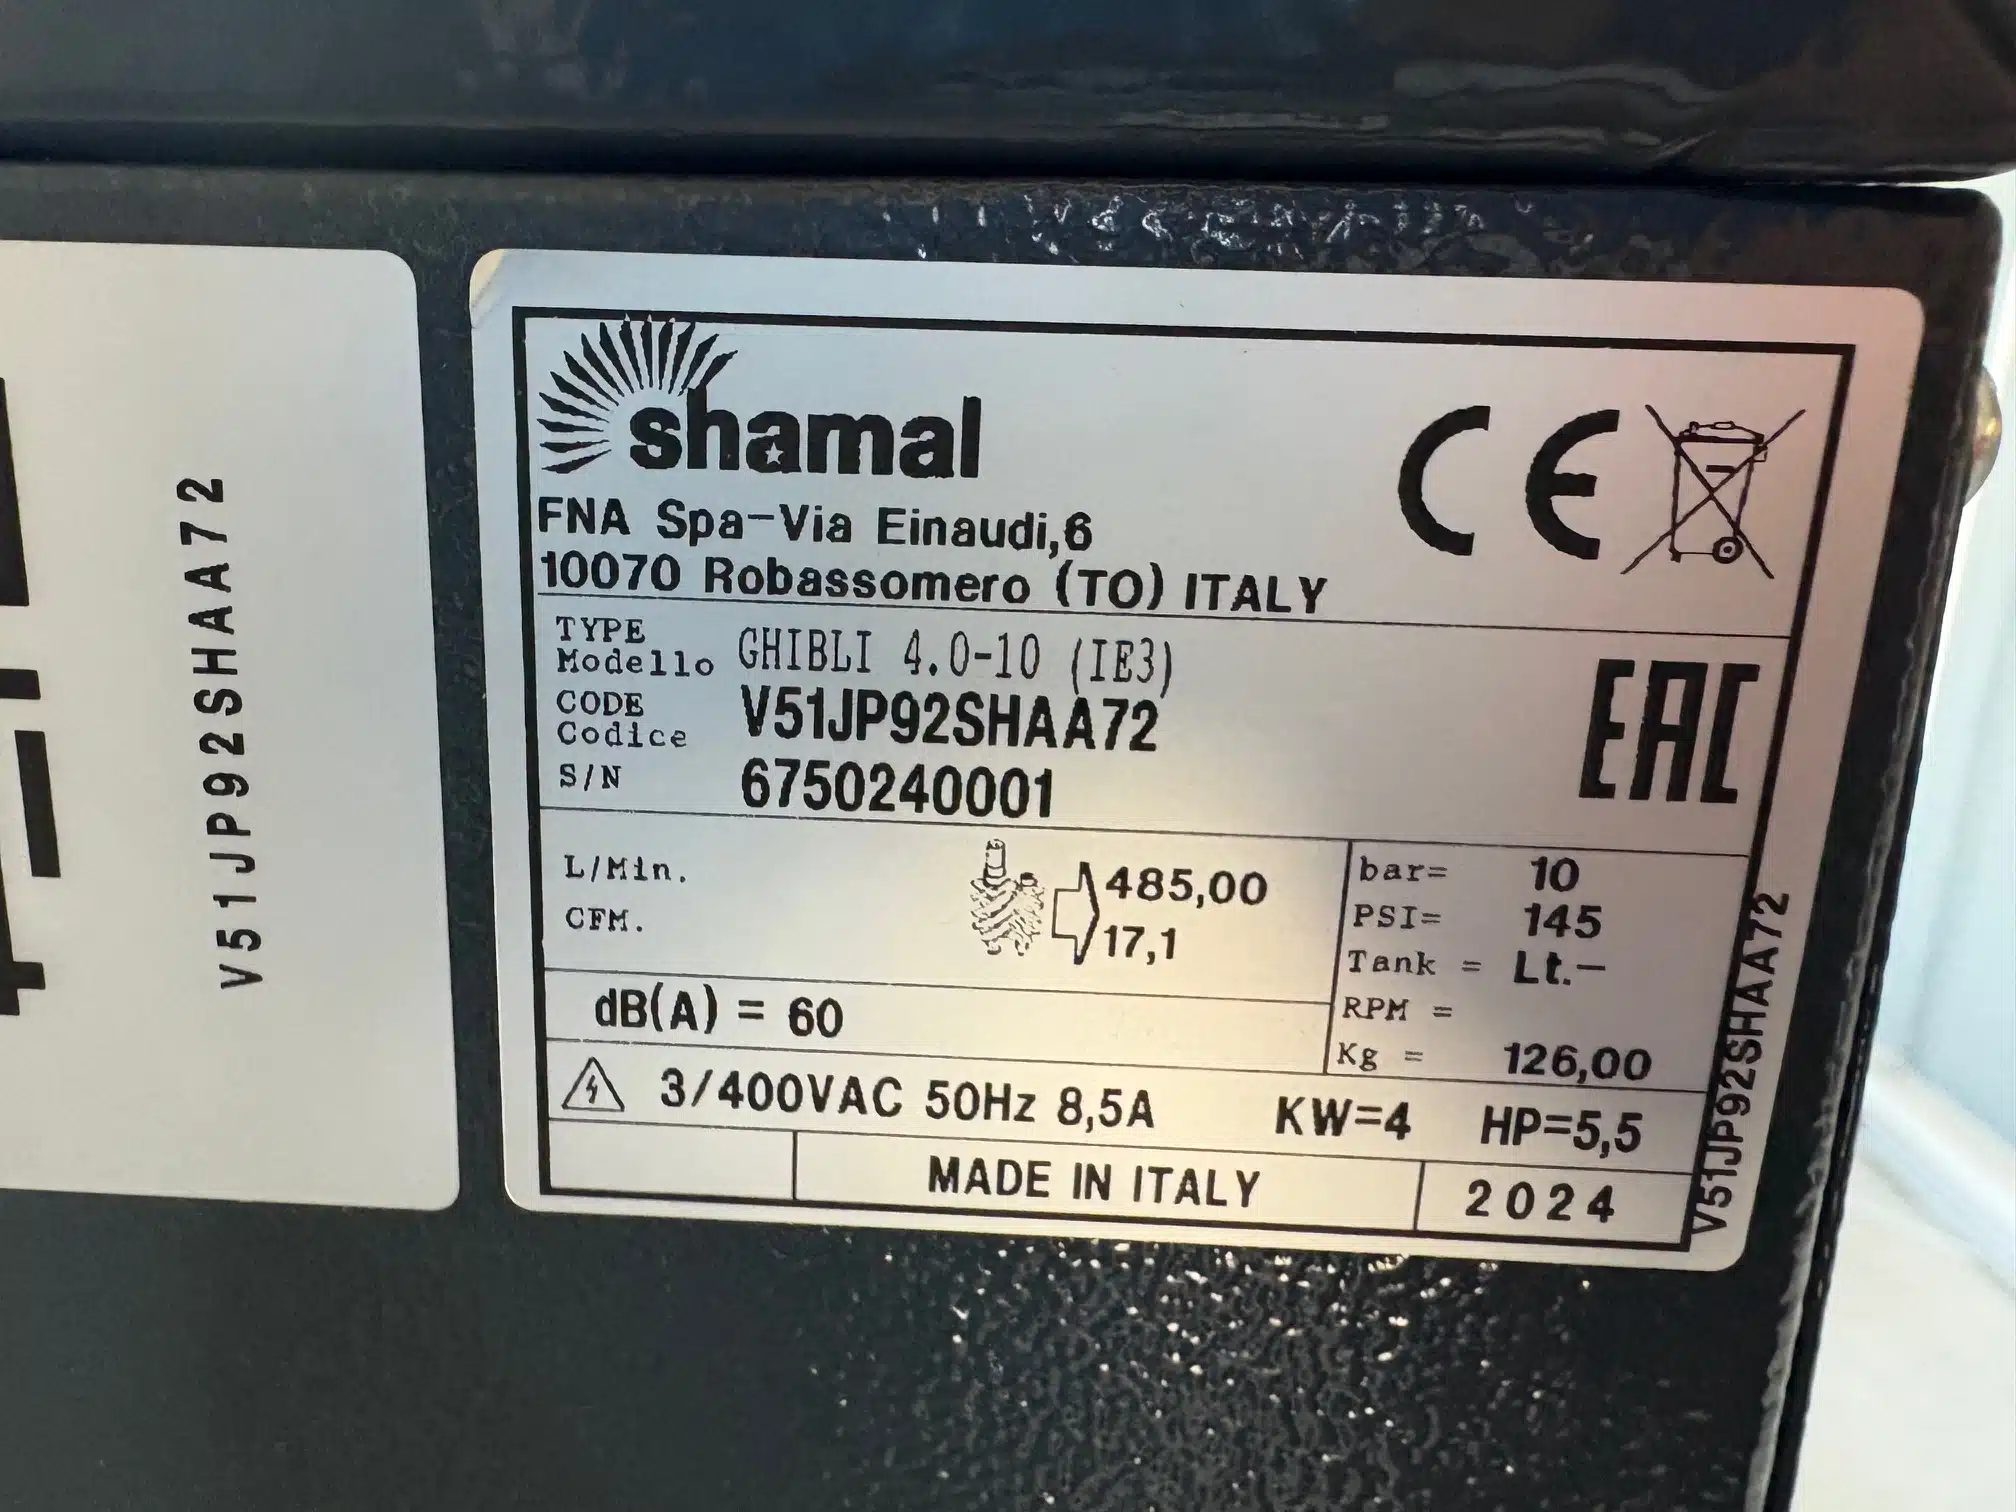 V51JP92SHAA72
shamal
CE
FNA Spa-Via Einaudi,6
10070 Robassomero (TO) ITALY
TYPE
Modello GHIBLI 4.0-10 (IE3)
CODE
Codice V51JP92SHAA72
S/N 6750240001
EAC
L/Min. 485,00
CFM. 17,1
bar= 10
PSI= 145
Tank = Lt.-
RPM =
Kg = 126,00
dB(A) = 60
3/400VAC 50Hz 8,5A KW=4 HP=5,5
MADE IN ITALY 2024
V51JP92SHAA72